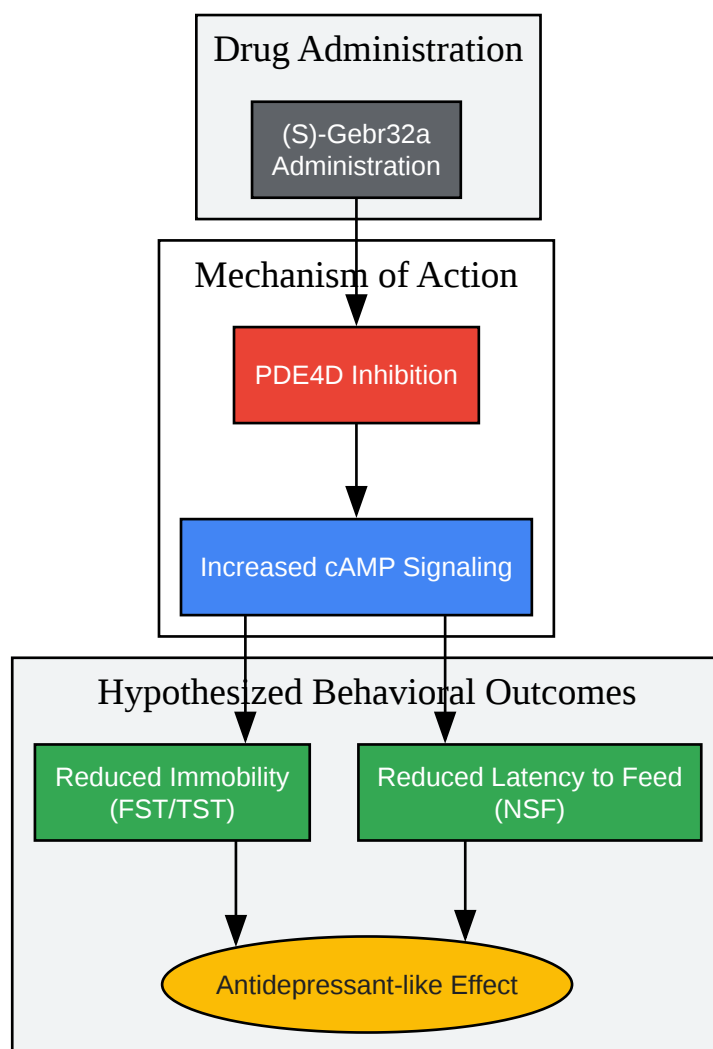 Drug Administration
(S)-Gebr32a
Administration
Mechanism of Action
PDE4D Inhibition
Increased cAMP Signaling
Hypothesized Behavioral Outcomes
Reduced Immobility
(FST/TST)
Reduced Latency to Feed
(NSF)
Antidepressant-like Effect